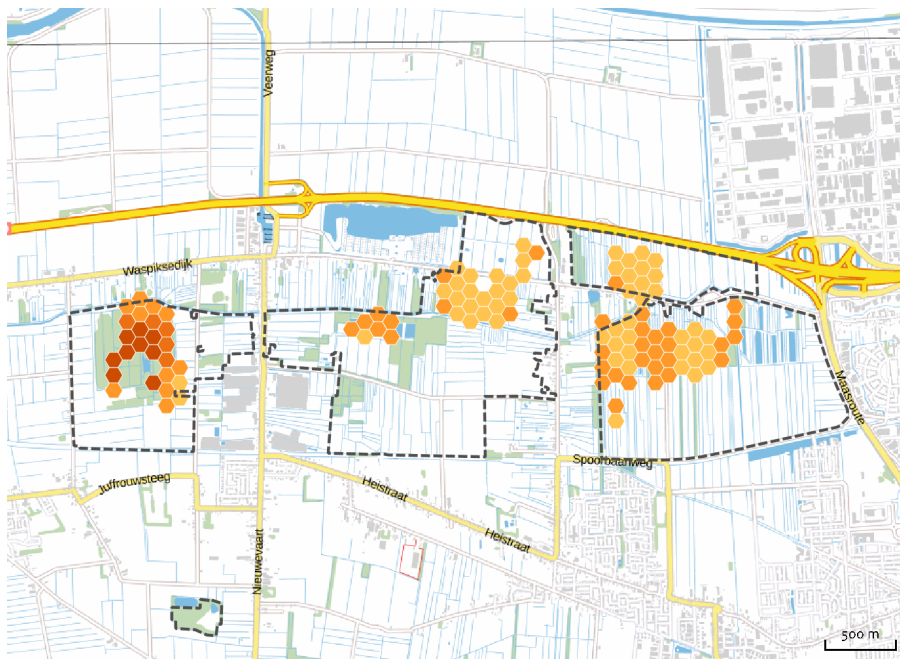 Veerweg
Waspiksedijk
Maasroute
Juffrouwsteeg
Heistraat
Spoorbaanweg
Heistraat
Nieuwevaart
500 m